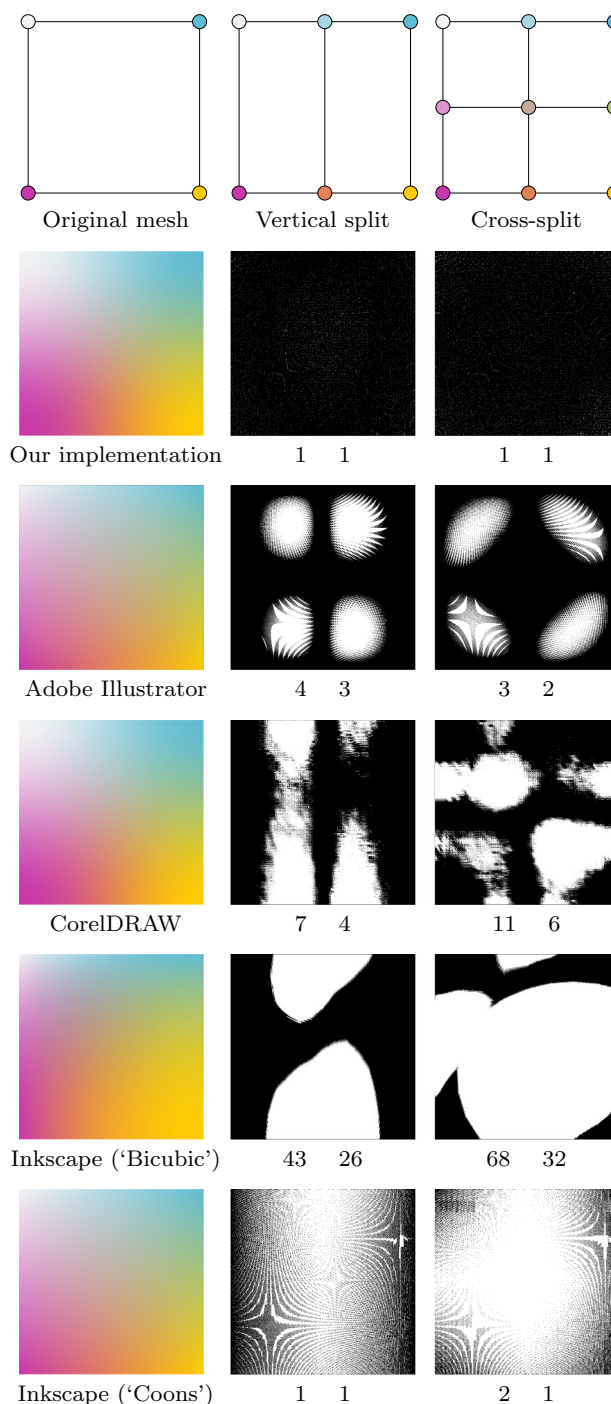 Original mesh Vertical split Cross-split
Our implementation 1 1 1 1
Adobe Illustrator 4 3 3 2
CorelDRAW 7 4 11 6
Inkscape (‘Bicubic’) 43 26 68 32
Inkscape (‘Coons’) 1 1 2 1